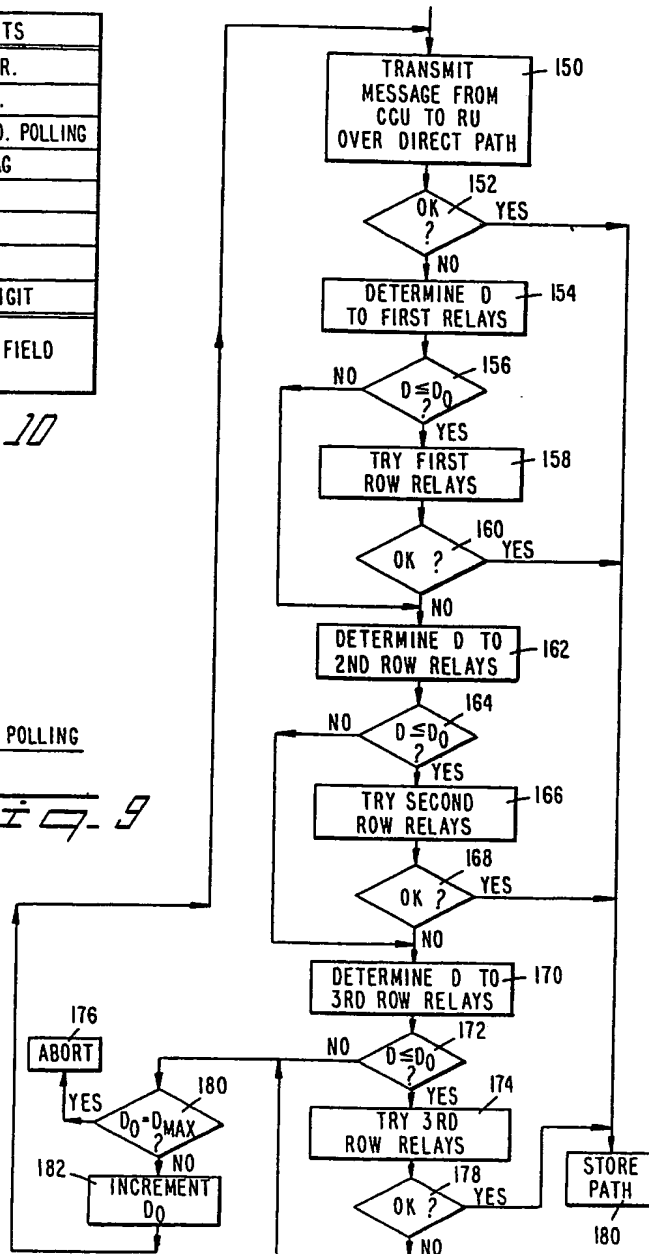 TS
R.
.
O. POLLING
AG
IGIT
FIELD
10
POLLING
Fig. 9
TRANSMIT
MESSAGE FROM
CCU TO RU
OVER DIRECT PATH
150
OK
?
152
YES
NO
DETERMINE D
TO FIRST RELAYS
154
156
NO
D≤D0
?
YES
TRY FIRST
ROW RELAYS
158
160
OK ?
YES
NO
DETERMINE D TO
2ND ROW RELAYS
162
164
NO
D≤D0
?
YES
TRY SECOND
ROW RELAYS
166
168
OK ?
YES
NO
DETERMINE D TO
3RD ROW RELAYS
170
172
NO
D≤D0
?
YES
174
TRY 3RD
ROW RELAYS
178
OK ?
YES
NO
176
ABORT
YES
180
D0=DMAX
?
NO
182
INCREMENT
D0
STORE
PATH
180